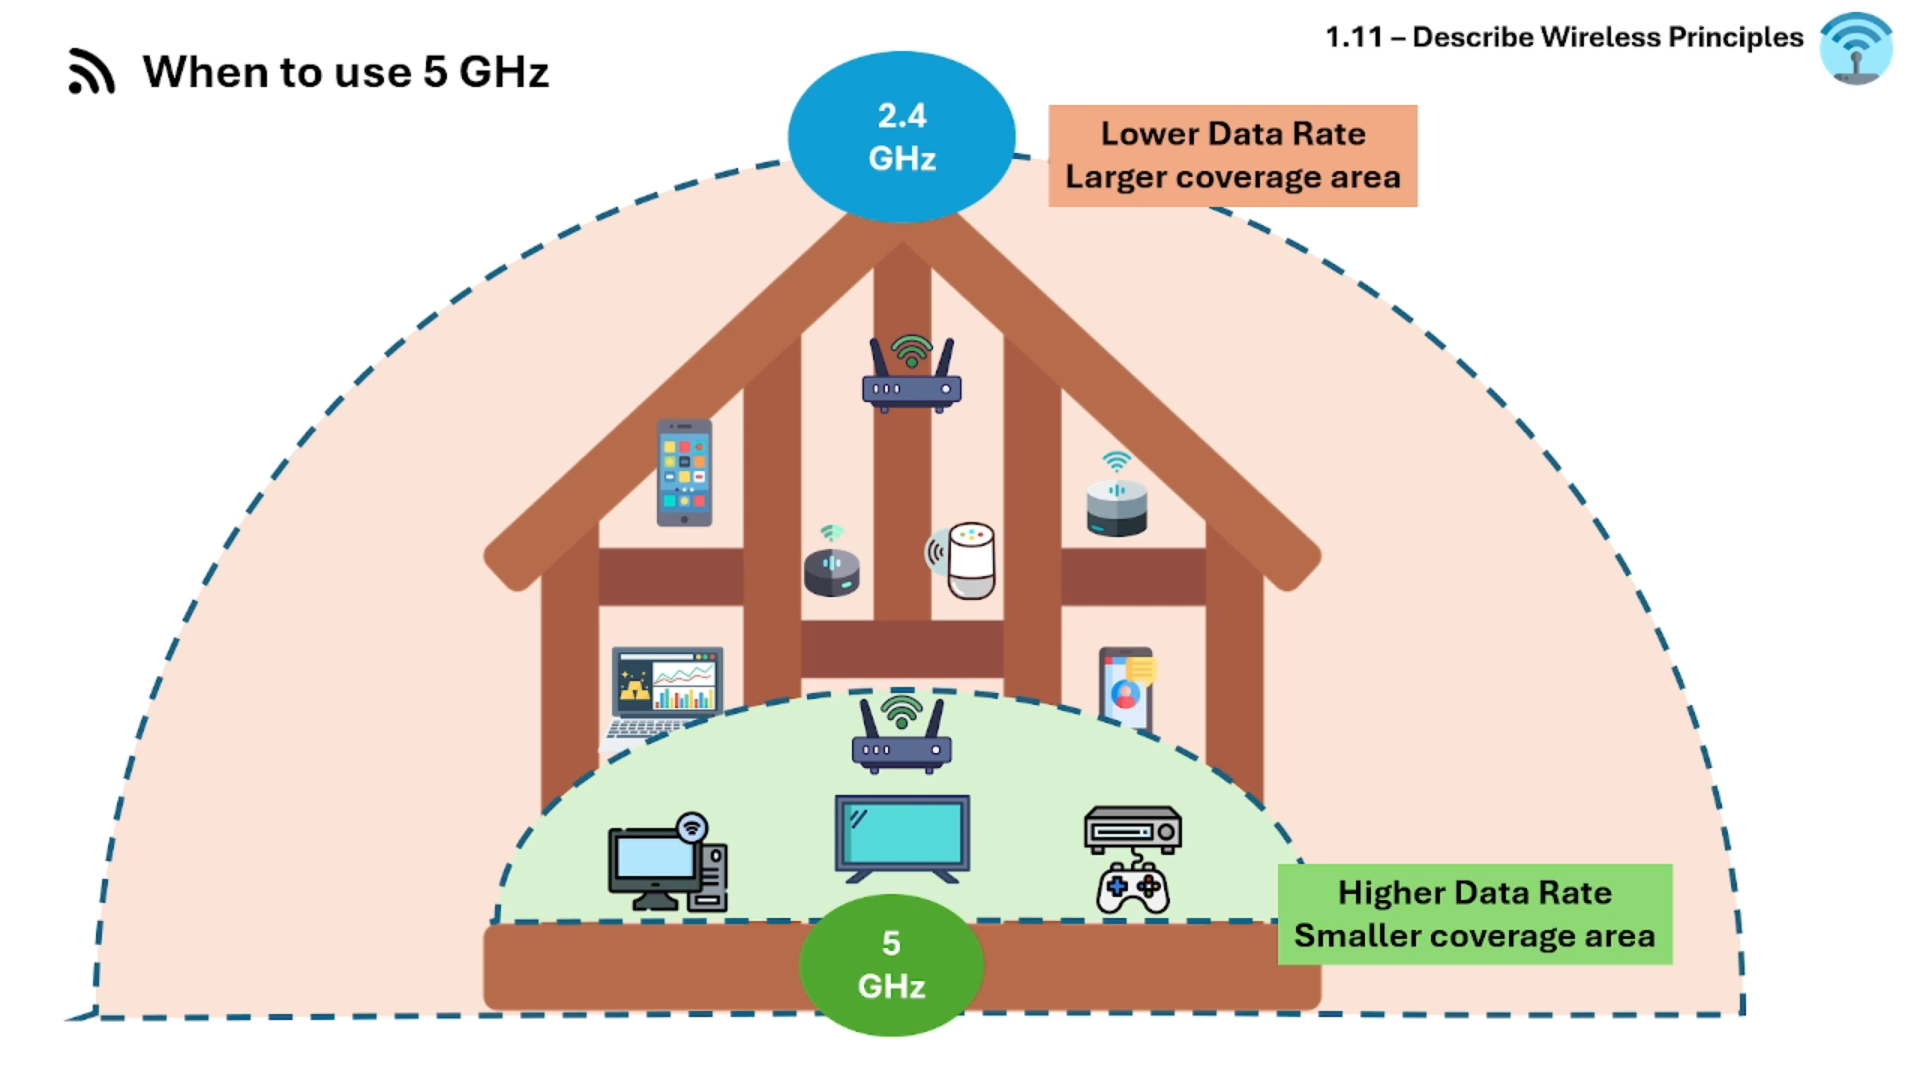 1.11 – Describe Wireless Principles
When to use 5 GHz
2.4
GHz
Lower Data Rate
Larger coverage area
Higher Data Rate
Smaller coverage area
5
GHz